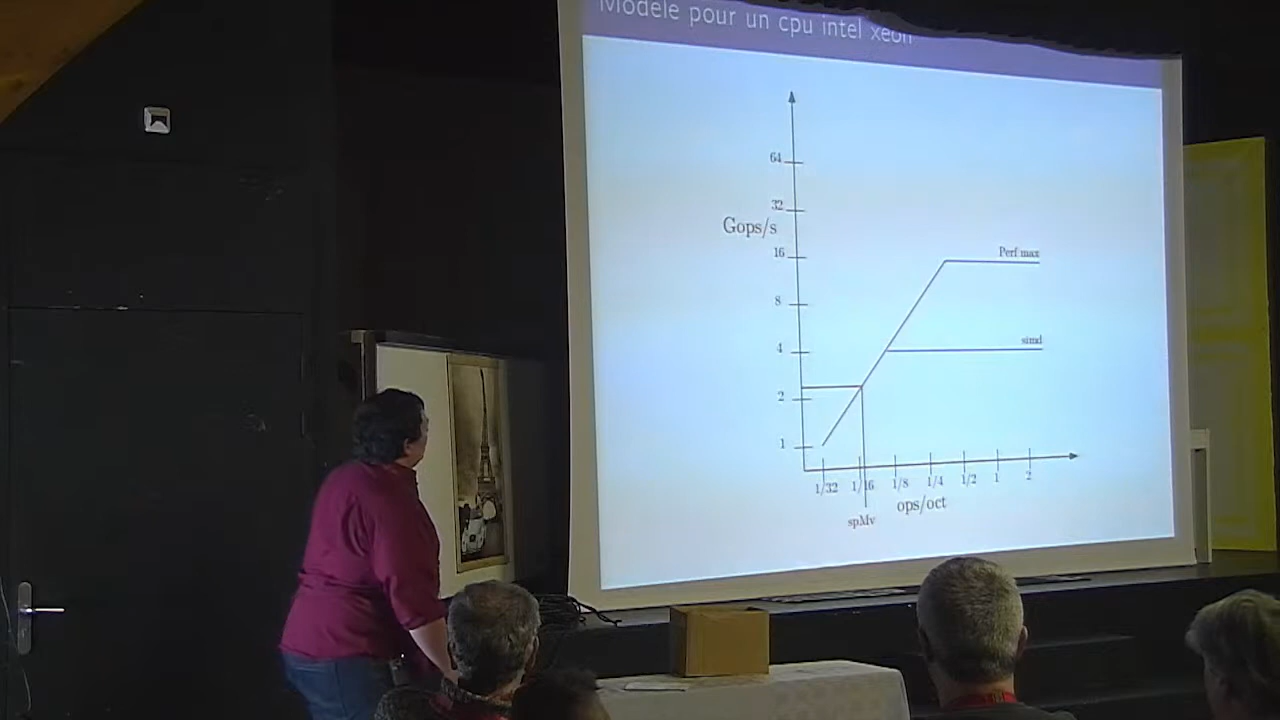 Modèle pour un cpu intel xeon
64
32
Gops/s
16
Perf max
8
simd
4
2
1
1/32 1/16 1/8 1/4 1/2 1 2
ops/oct
spMv